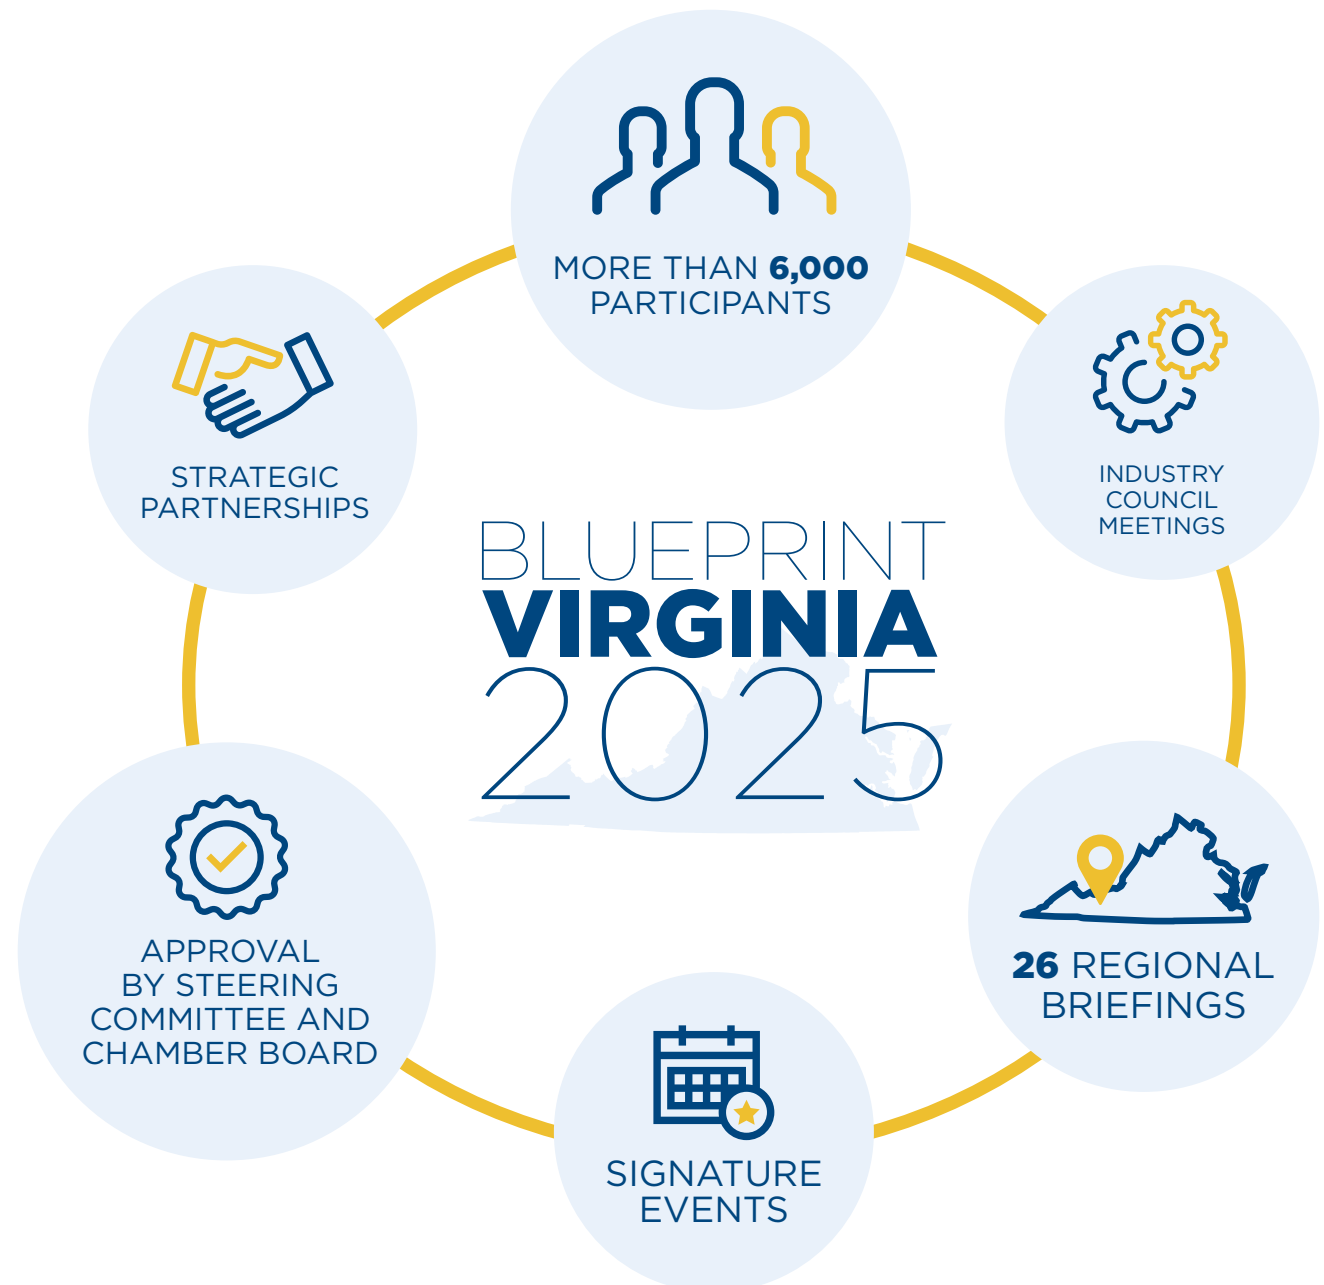 MORE THAN 6,000
PARTICIPANTS
STRATEGIC
PARTNERSHIPS
INDUSTRY
COUNCIL
MEETINGS
BLUEPRINT
VIRGINIA
2025
APPROVAL
BY STEERING
COMMITTEE AND
CHAMBER BOARD
26 REGIONAL
BRIEFINGS
SIGNATURE
EVENTS